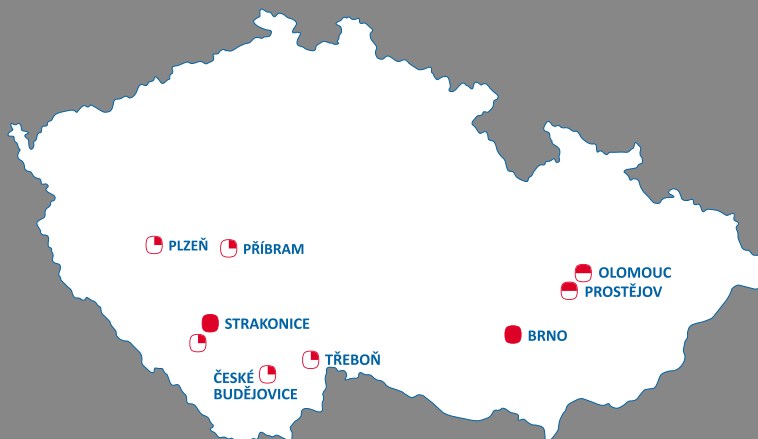 PLZEŇ
PŘÍBRAM
OLOMOUC
PROSTĚJOV
STRAKONICE
BRNO
TŘEBOŇ
ČESKÉ
BUDĚJOVICE